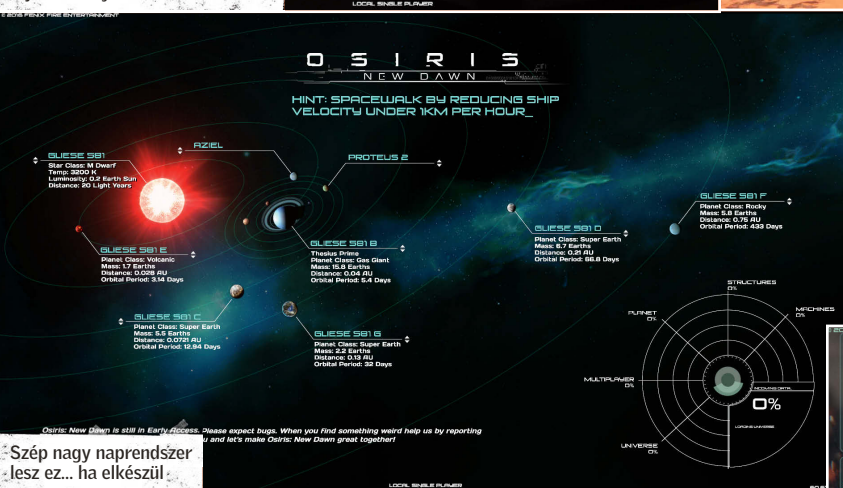 LOCAL SINGLE PLAYER
© 2016 FENIX FIRE ENTERTAINMENT
OSIRIS
NEW DAWN
HINT: SPACEWALK BY REDUCING SHIP
VELOCITY UNDER 1KM PER HOUR_
GLIESE 581
Star Class: M Dwarf
Temp: 3200 K
Luminosity: 0.2 Earth Sun
Distance: 20 Light Years
AZIEL
PROTEUS 2
GLIESE 581 E
Planet Class: Volcanic
Mass: 1.7 Earths
Distance: 0.028 AU
Orbital Period: 3.14 Days
GLIESE 581 B
Thesius Prime
Planet Class: Gas Giant
Mass: 15.8 Earths
Distance: 0.04 AU
Orbital Period: 5.4 Days
GLIESE 581 D
Planet Class: Super Earth
Mass: 6.7 Earths
Distance: 0.21 AU
Orbital Period: 66.8 Days
GLIESE 581 F
Planet Class: Rocky
Mass: 5.8 Earths
Distance: 0.75 AU
Orbital Period: 433 Days
GLIESE 581 C
Planet Class: Super Earth
Mass: 5.5 Earths
Distance: 0.0721 AU
Orbital Period: 12.94 Days
GLIESE 581 G
Planet Class: Super Earth
Mass: 2.2 Earths
Distance: 0.13 AU
Orbital Period: 32 Days
STRUCTURES
0%
PLANET
0%
MACHINES
0%
MULTIPLAYER
0%
INCOMING DATA.
0%
LOADING UNIVERSE
UNIVERSE
0%
Osiris: New Dawn is still in Early Access. Please expect bugs. When you find something weird help us by reporting
and let's make Osiris: New Dawn great together!
Szép nagy naprendszer
lesz ez... ha elkészül
LOCAL SINGLE PLAYER